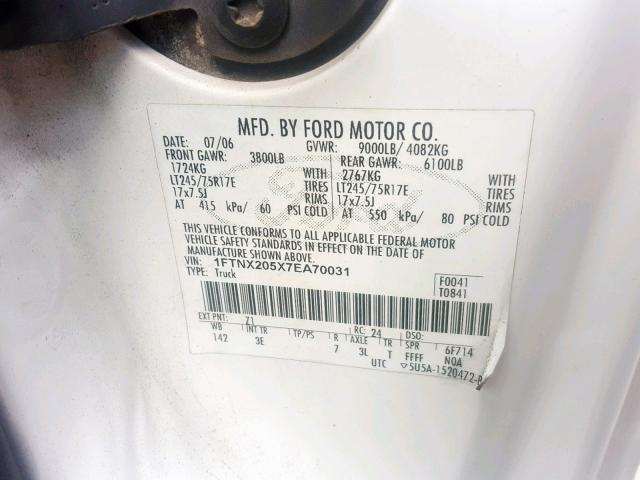 MFD. BY FORD MOTOR CO.
DATE: 07/06 GVWR: 9000LB/ 4082KG
FRONT GAWR: 3800LB REAR GAWR: 6100LB
1724KG WITH 2767KG WITH
LT245/75R17E TIRES LT245/75R17E TIRES
17x7.5J RIMS 17x7.5J RIMS
AT 415 kPa/ 60 PSI COLD AT 550 kPa/ 80 PSI COLD
THIS VEHICLE CONFORMS TO ALL APPLICABLE FEDERAL MOTOR
VEHICLE SAFETY STANDARDS IN EFFECT ON THE DATE OF
MANUFACTURE SHOWN ABOVE.
VIN: 1FTNX205X7EA70031
TYPE: Truck
F0041
T0841
EXT PNT: Z1 RC: 24 DSO:
WB INT TR TP/PS R AXLE TR SPR 6F714
142 3E 7 3L T FFFF NOA
UTC ▽5U5A-1520472-B
Ford